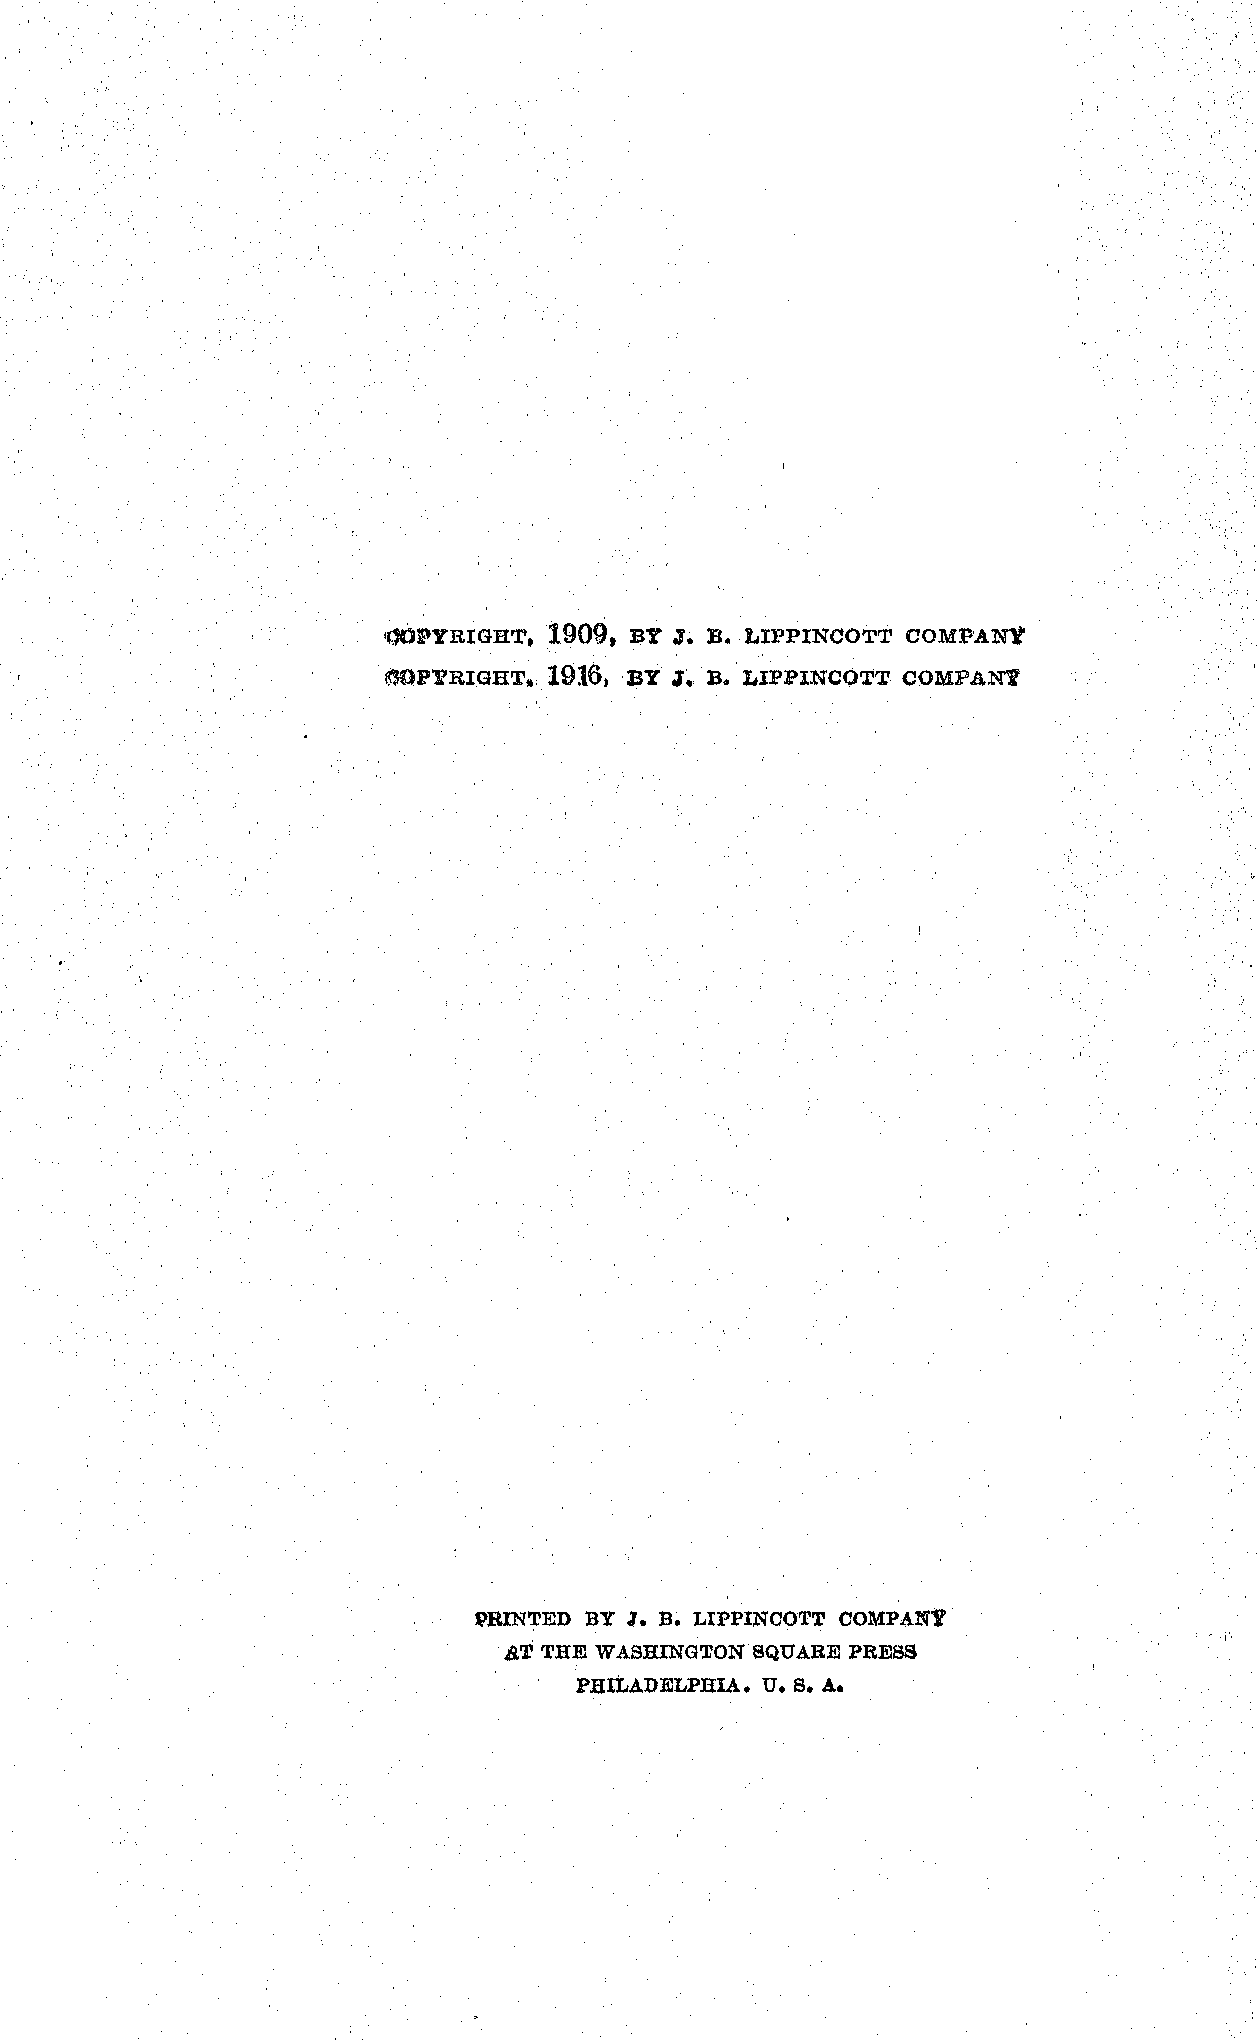 COPYRIGHT, 1909, BY J. B. LIPPINCOTT COMPANY
COPYRIGHT, 1916, BY J. B. LIPPINCOTT COMPANY
PRINTED BY J. B. LIPPINCOTT COMPANY
AT THE WASHINGTON SQUARE PRESS
PHILADELPHIA. U. S. A.